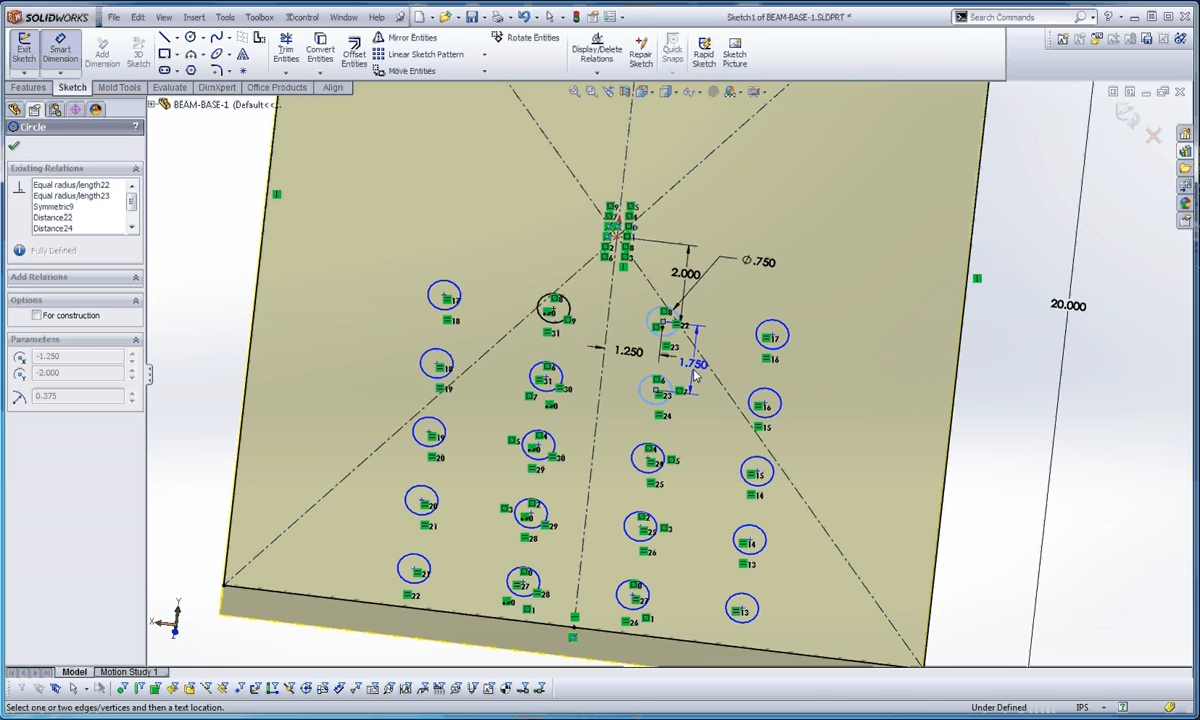 SOLIDWORKS File Edit View Insert Tools Toolbox 3Dcontrol Window Help Sketch1 of BEAM-BASE-1.SLDPRT * Search Commands
Exit Sketch
Smart Dimension
Add Dimension
3D Sketch
Trim Entities
Convert Entities
Offset Entities
Mirror Entities
Linear Sketch Pattern
Move Entities
Rotate Entities
Display/Delete Relations
Repair Sketch
Quick Snaps
Rapid Sketch
Sketch Picture
Features Sketch Evaluate Mold Tools DimXpert Office Products Align
BEAM-BASE-1 (Default<<...
Circle ?
Existing Relations
Equal radius/length22
Equal radius/length23
Symmetric9
Distance22
Distance24
Fully Defined
Add Relations
Options
For construction
Parameters
-1.250
-2.000
0.375
2.000
Ø.750
1.250
1.750
20.000
Model Motion Study 1
Select one or two edges/vertices and then a text location. Under Defined IPS